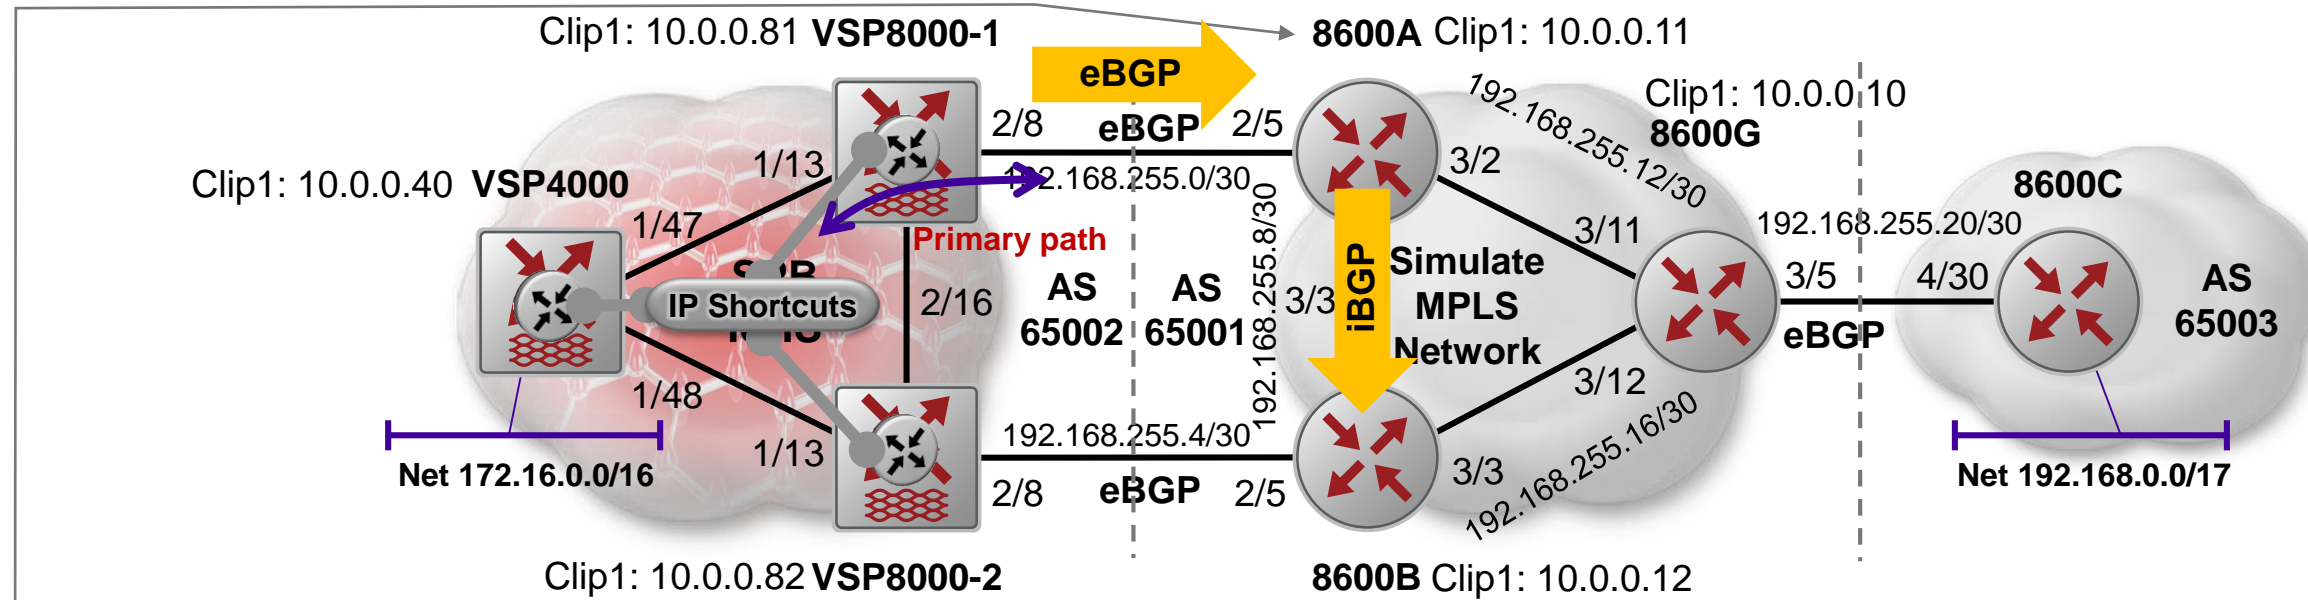 Clip1: 10.0.0.81 VSP8000-1
8600A Clip1: 10.0.0.11
eBGP
Clip1: 10.0.0.10
8600G
2/8
eBGP
2/5
192.168.255.12/30
1/13
192.168.255.0/30
3/2
Clip1: 10.0.0.40 VSP4000
8600C
1/47
Primary path
192.168.255.8/30
3/11
192.168.255.20/30
IP Shortcuts
2/16
AS
65002
AS
65001
3/3
iBGP
Simulate
MPLS
Network
3/5
4/30
AS
65003
eBGP
1/48
3/12
192.168.255.16/30
1/13
192.168.255.4/30
Net 172.16.0.0/16
2/8
eBGP
2/5
3/3
Net 192.168.0.0/17
Clip1: 10.0.0.82 VSP8000-2
8600B Clip1: 10.0.0.12